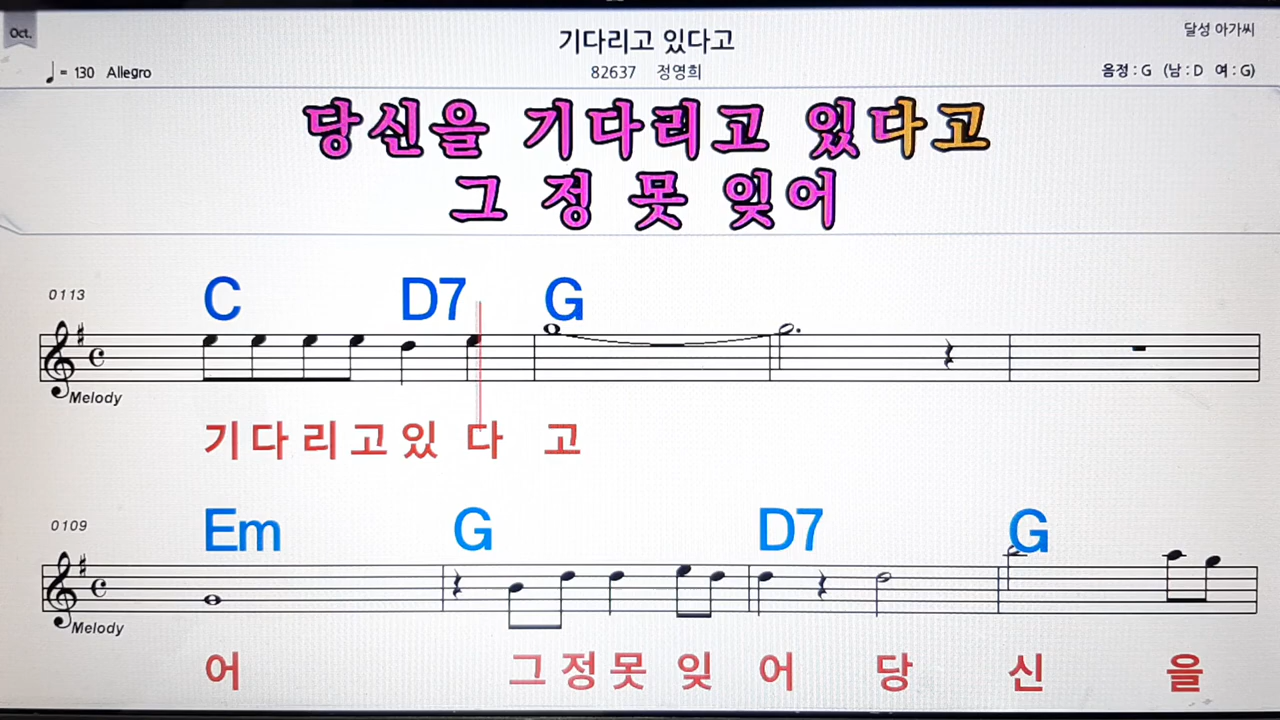 Oct.
기다리고 있다고
달성 아가씨
♩= 130 Allegro
82637 정영희
음정 : G (남 : D 여 : G)
당신을 기다리고 있다고
그 정 못 잊어
0113
C D7 G
Melody
기다리고있 다 고
0109
Em G D7 G
Melody
어 그정못 잊 어 당 신 을